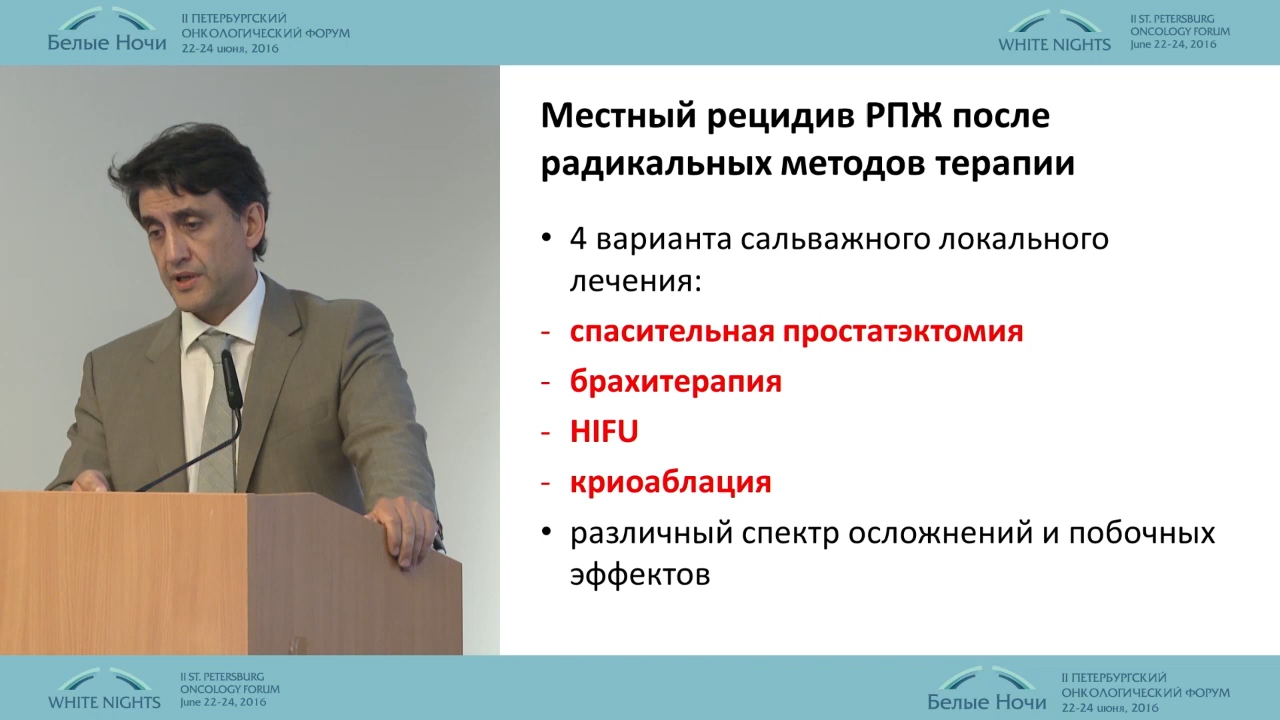 Белые Ночи
II ПЕТЕРБУРГСКИЙ
ОНКОЛОГИЧЕСКИЙ ФОРУМ
22-24 июня, 2016
WHITE NIGHTS
II ST. PETERSBURG
ONCOLOGY FORUM
June 22-24, 2016
Местный рецидив РПЖ после
радикальных методов терапии
• 4 варианта сальважного локального
лечения:
- спасительная простатэктомия
- брахитерапия
- HIFU
- криоаблация
• различный спектр осложнений и побочных
эффектов
WHITE NIGHTS
II ST. PETERSBURG
ONCOLOGY FORUM
June 22-24, 2016
Белые Ночи
II ПЕТЕРБУРГСКИЙ
ОНКОЛОГИЧЕСКИЙ ФОРУМ
22-24 июня, 2016